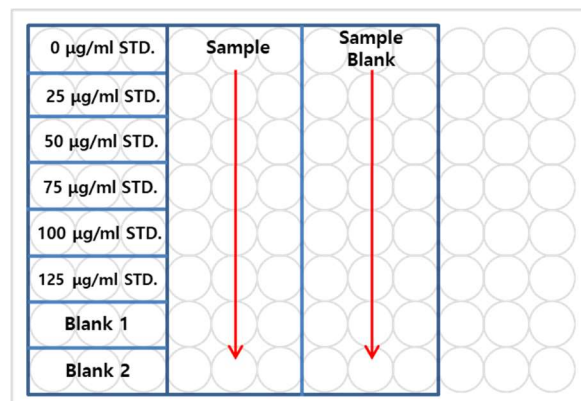 0 μg/ml STD.
Sample
Sample
Blank
25 μg/ml STD.
50 μg/ml STD.
75 μg/ml STD.
100 μg/ml STD.
125 μg/ml STD.
Blank 1
Blank 2